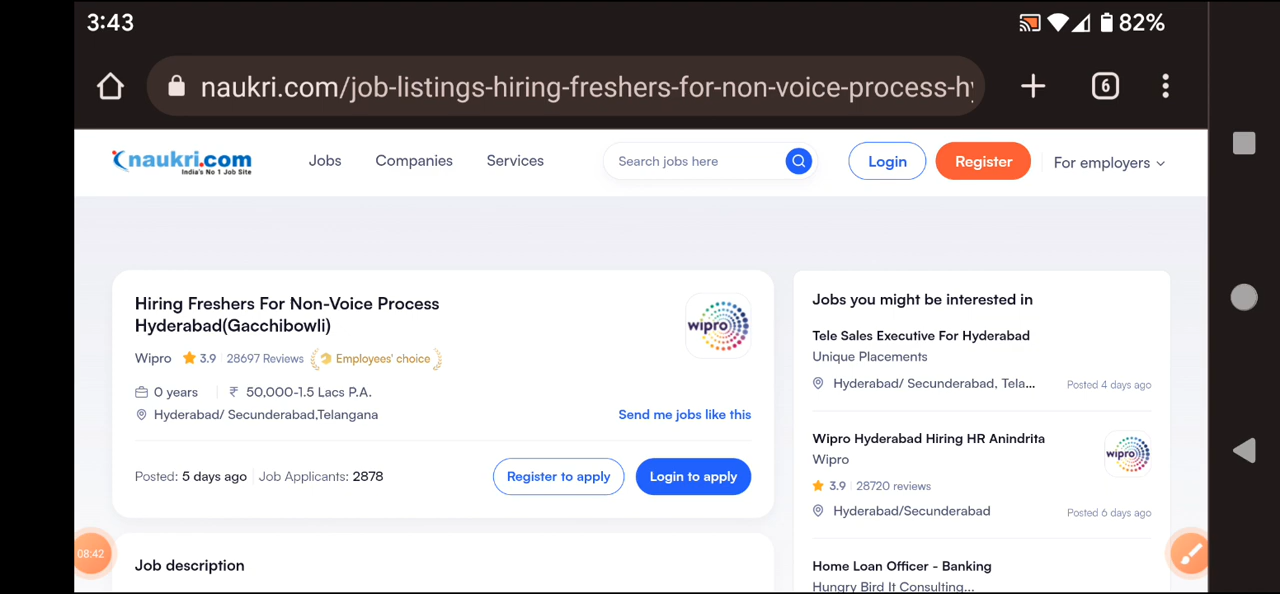 3:43
82%
naukri.com/job-listings-hiring-freshers-for-non-voice-process-hy
6
naukri.com
India's No 1 Job Site
Jobs
Companies
Services
Search jobs here
Login
Register
For employers
Hiring Freshers For Non-Voice Process
Hyderabad(Gacchibowli)
wipro
Wipro 3.9 28697 Reviews Employees' choice
0 years ₹ 50,000-1.5 Lacs P.A.
Hyderabad/ Secunderabad,Telangana
Send me jobs like this
Posted: 5 days ago Job Applicants: 2878
Register to apply
Login to apply
08:42
Job description
Jobs you might be interested in
Tele Sales Executive For Hyderabad
Unique Placements
Hyderabad/ Secunderabad, Tela... Posted 4 days ago
Wipro Hyderabad Hiring HR Anindrita
Wipro
wipro
3.9 28720 reviews
Hyderabad/Secunderabad Posted 6 days ago
Home Loan Officer - Banking
Hungry Bird It Consulting...